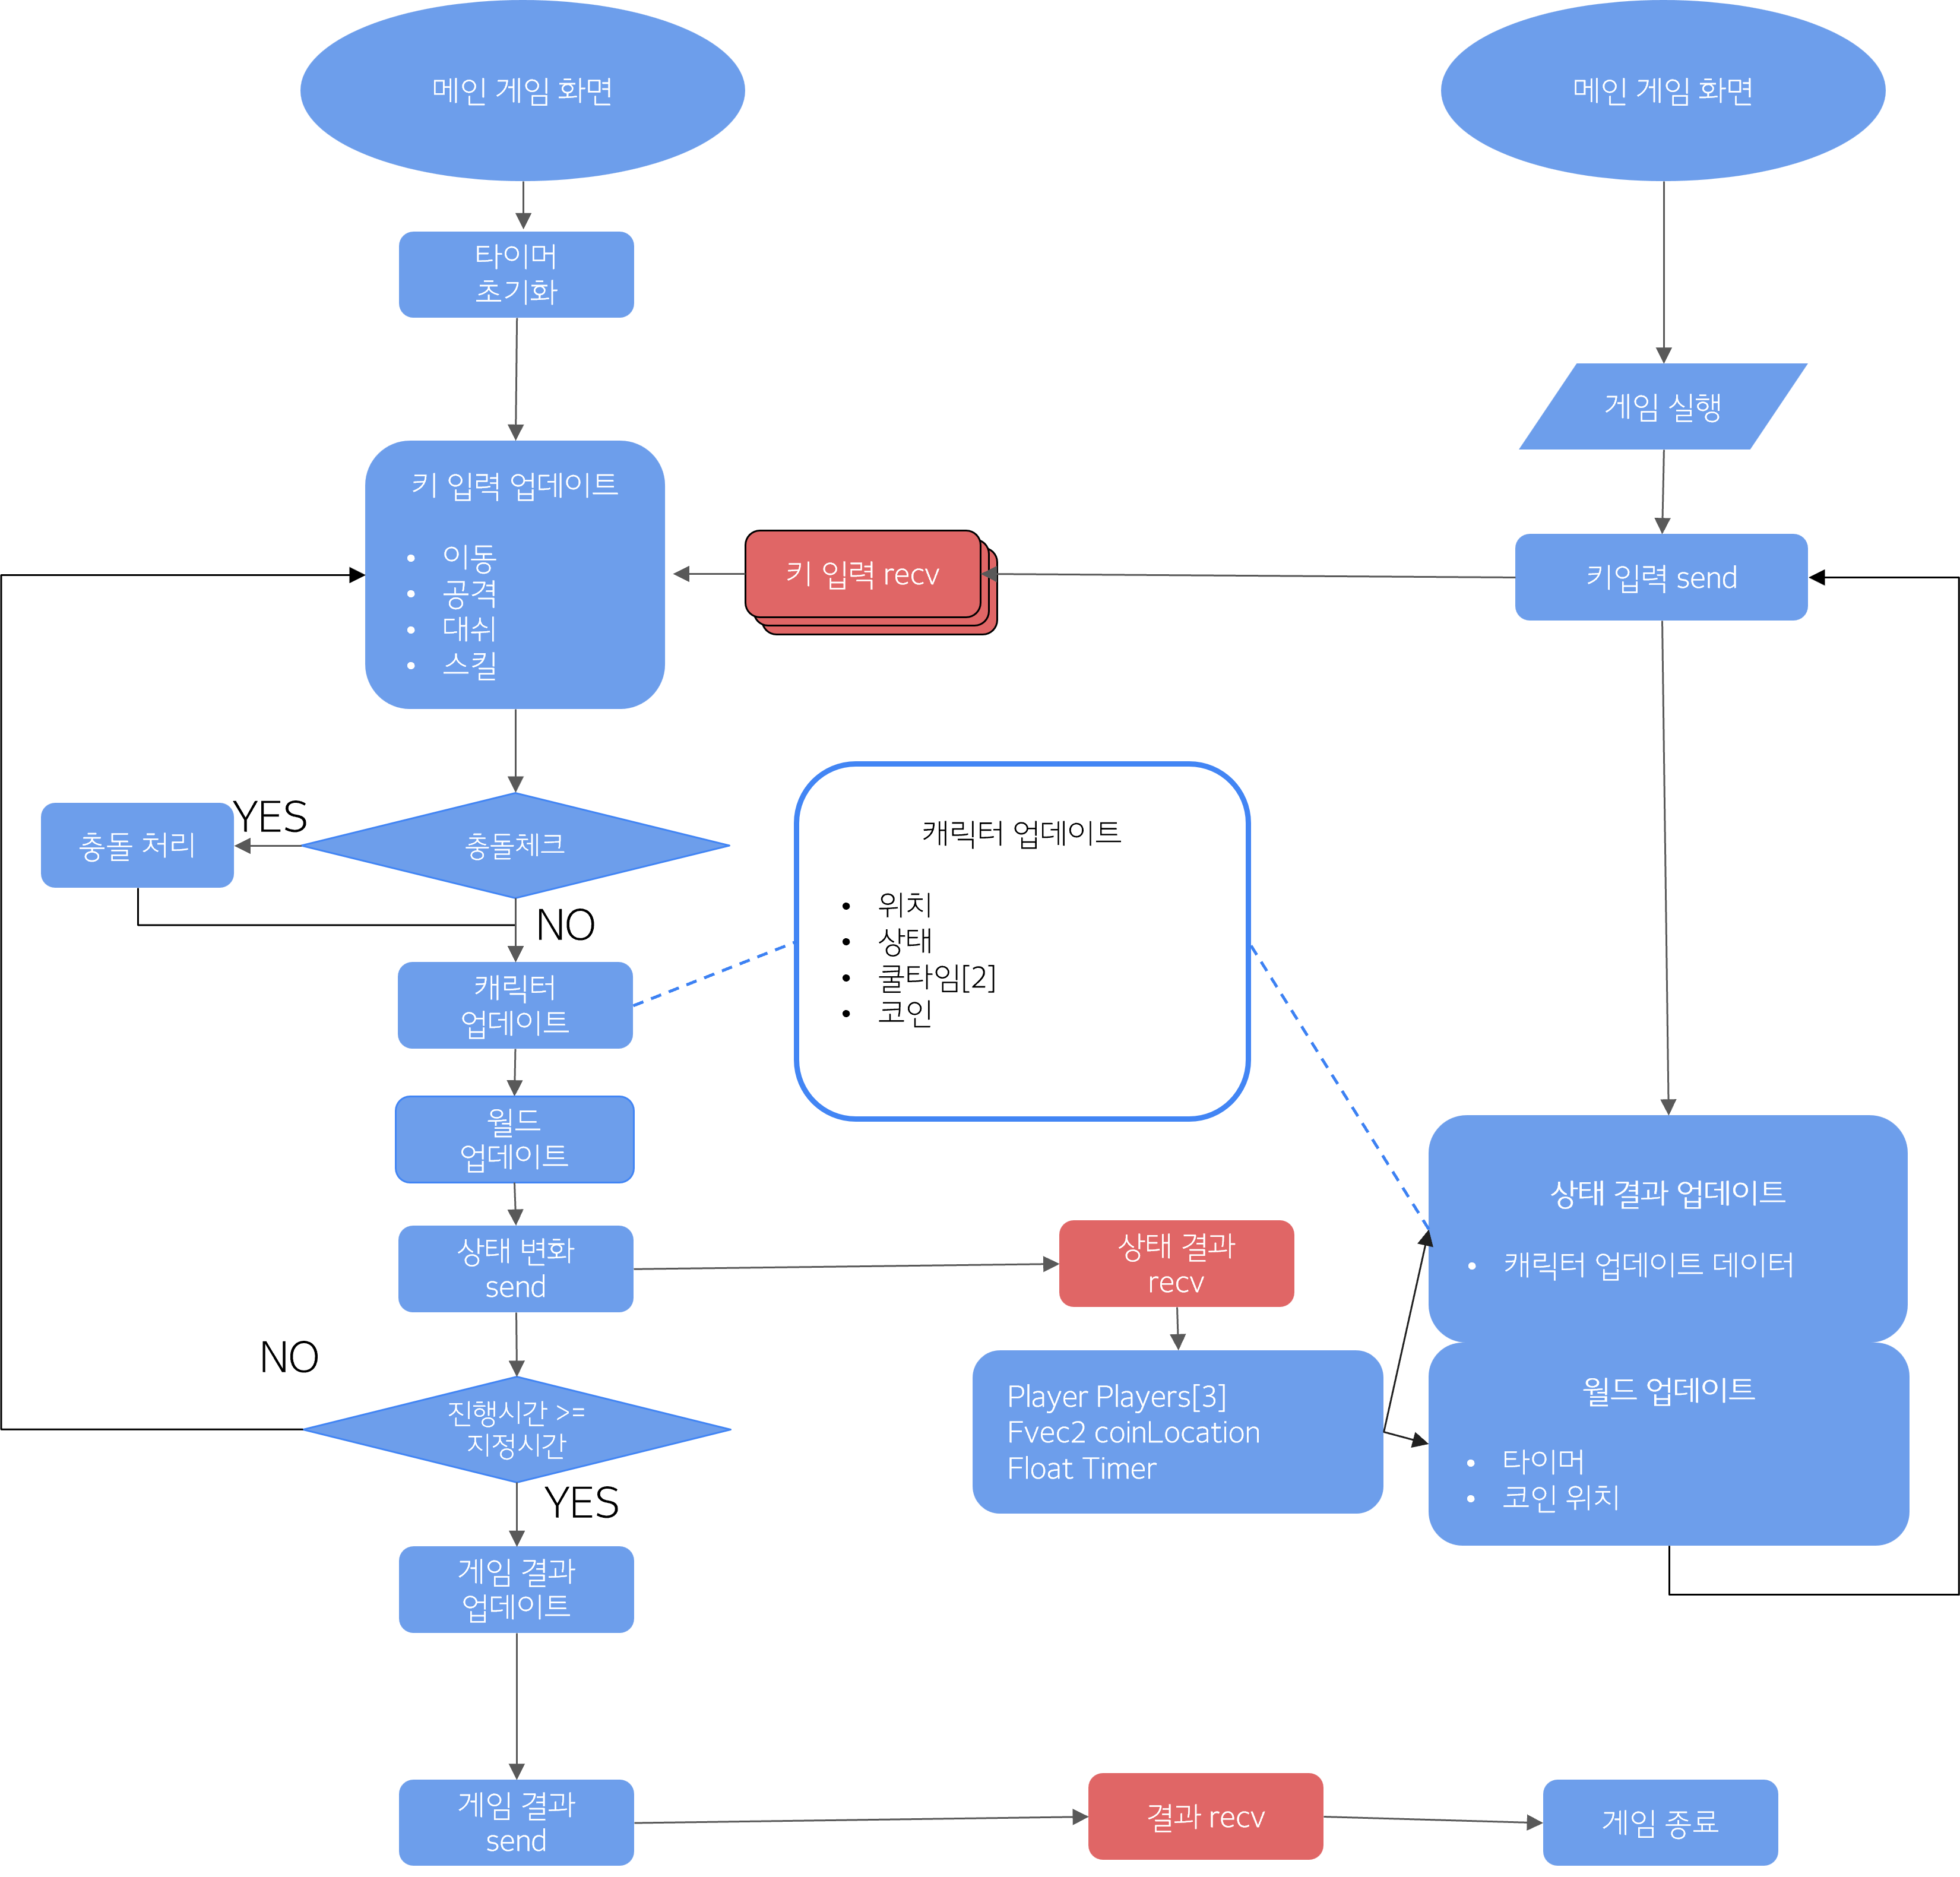 메인 게임 화면
메인 게임 화면
타이머
초기화
게임 실행
키 입력 업데이트
• 이동
• 공격
• 대쉬
• 스킬
키 입력 recv
키입력 send
YES
충돌 처리
충돌체크
NO
캐릭터 업데이트
• 위치
• 상태
• 쿨타임[2]
• 코인
캐릭터
업데이트
월드
업데이트
상태 변화
send
상태 결과
recv
상태 결과 업데이트
• 캐릭터 업데이트 데이터
NO
진행시간 >=
지정시간
Player Players[3]
Fvec2 coinLocation
Float Timer
월드 업데이트
• 타이머
• 코인 위치
YES
게임 결과
업데이트
게임 결과
send
결과 recv
게임 종료